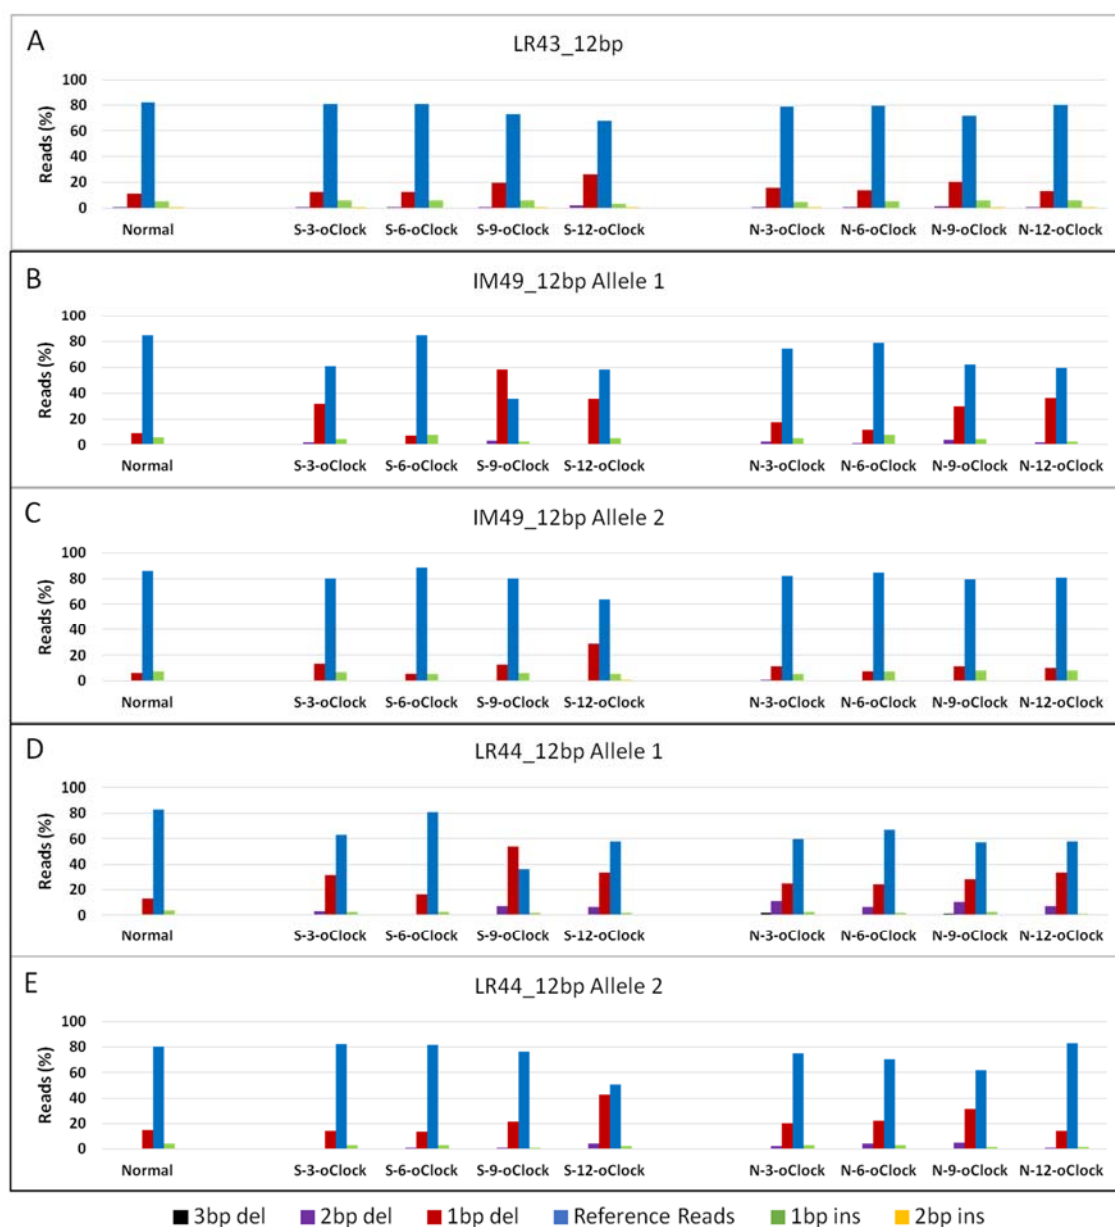 A
LR43_12bp
Reads (%)
100
80
60
40
20
0
Normal S-3-oClock S-6-oClock S-9-oClock S-12-oClock N-3-oClock N-6-oClock N-9-oClock N-12-oClock
B
IM49_12bp Allele 1
Reads (%)
100
80
60
40
20
0
Normal S-3-oClock S-6-oClock S-9-oClock S-12-oClock N-3-oClock N-6-oClock N-9-oClock N-12-oClock
C
IM49_12bp Allele 2
Reads (%)
100
80
60
40
20
0
Normal S-3-oClock S-6-oClock S-9-oClock S-12-oClock N-3-oClock N-6-oClock N-9-oClock N-12-oClock
D
LR44_12bp Allele 1
Reads (%)
100
80
60
40
20
0
Normal S-3-oClock S-6-oClock S-9-oClock S-12-oClock N-3-oClock N-6-oClock N-9-oClock N-12-oClock
E
LR44_12bp Allele 2
Reads (%)
100
80
60
40
20
0
Normal S-3-oClock S-6-oClock S-9-oClock S-12-oClock N-3-oClock N-6-oClock N-9-oClock N-12-oClock
3bp del 2bp del 1bp del Reference Reads 1bp ins 2bp ins